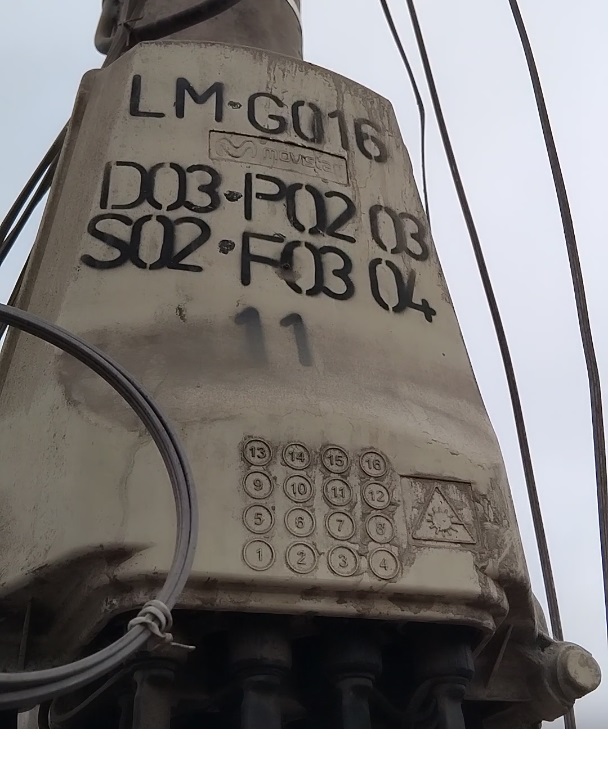 LM·G016
movistar
D03·P02 03
S02·F03 04
11
13 14 15 16
9 10 11 12
5 6 7 8
1 2 3 4